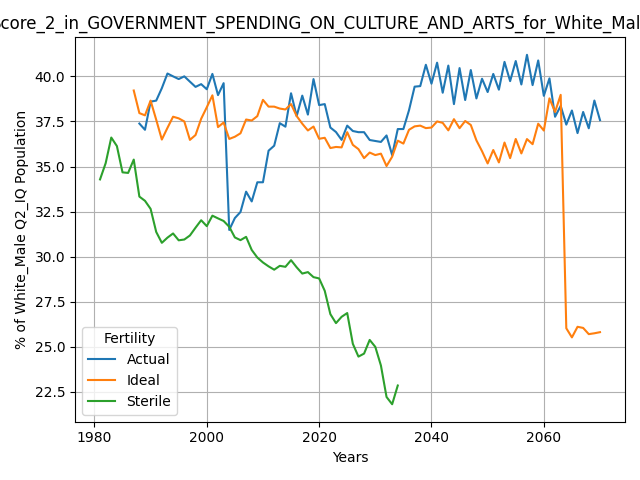 core_2_in_GOVERNMENT_SPENDING_ON_CULTURE_AND_ARTS_for_White_Mal
% of White_Male Q2_IQ Population
40.0
37.5
35.0
32.5
30.0
27.5
25.0
22.5
Fertility
Actual
Ideal
Sterile
1980
2000
2020
2040
2060
Years